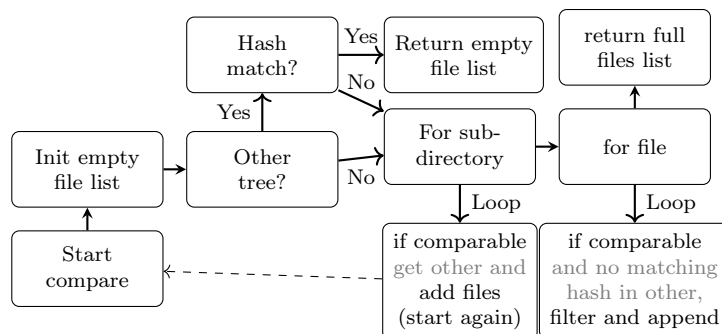 Hash
match?
Yes
Return empty
file list
return full
files list
No
Yes
Init empty
file list
Other
tree?
No
For sub-
directory
for file
Loop
Loop
Start
compare
if comparable
get other and
add files
(start again)
if comparable
and no matching
hash in other,
filter and append